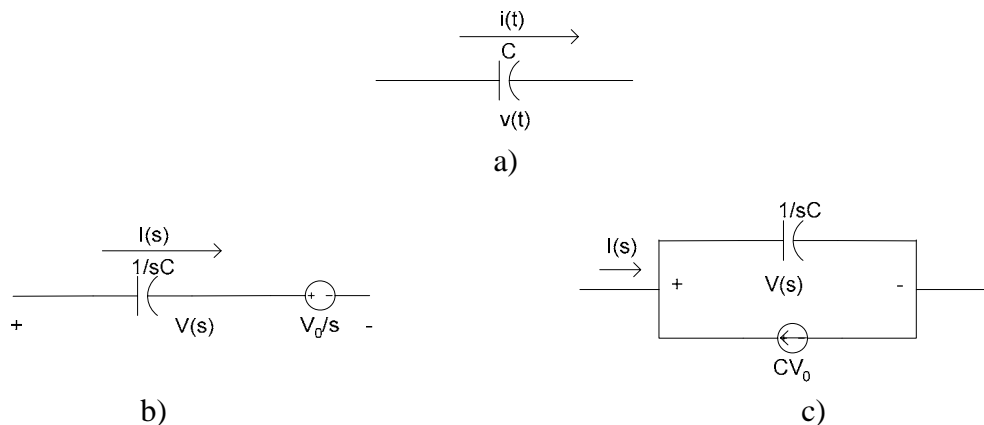 i(t)
C
v(t)
a)
I(s)
1/sC
+ V(s) + - V₀/s -
b)
1/sC
I(s)
+ V(s) -
-
CV₀
c)